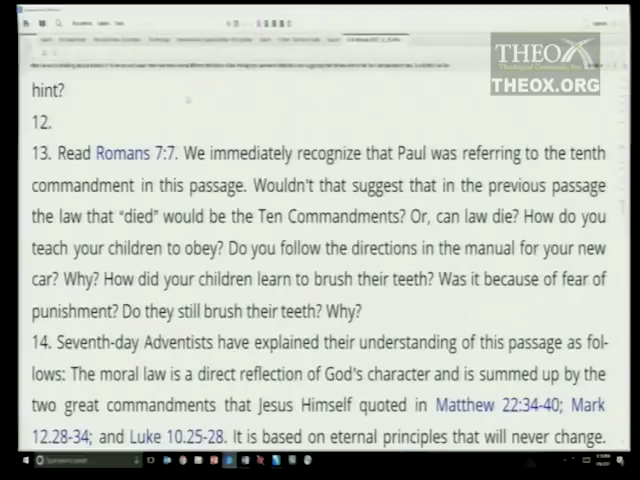 THEOX
THEOX.ORG
hint?
12.
13. Read Romans 7:7. We immediately recognize that Paul was referring to the tenth
commandment in this passage. Wouldn't that suggest that in the previous passage
the law that “died” would be the Ten Commandments? Or, can law die? How do you
teach your children to obey? Do you follow the directions in the manual for your new
car? Why? How did your children learn to brush their teeth? Was it because of fear of
punishment? Do they still brush their teeth? Why?
14. Seventh-day Adventists have explained their understanding of this passage as fol-
lows: The moral law is a direct reflection of God's character and is summed up by the
two great commandments that Jesus Himself quoted in Matthew 22:34-40; Mark
12.28-34; and Luke 10.25-28. It is based on eternal principles that will never change.